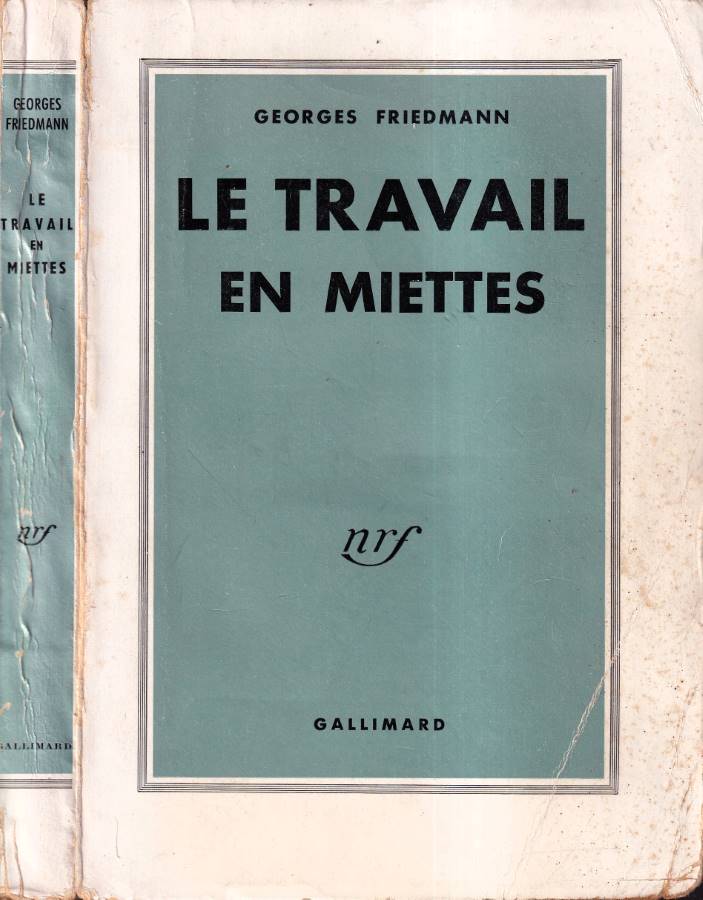 GEORGES
FRIEDMANN
LE
TRAVAIL
EN
MIETTES
nrf
GALLIMARD
GEORGES FRIEDMANN
LE TRAVAIL
EN MIETTES
nrf
GALLIMARD